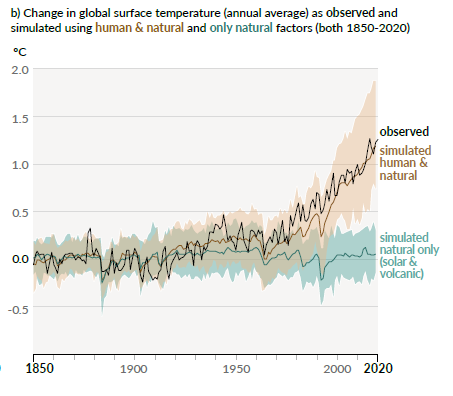 b) Change in global surface temperature (annual average) as observed and
simulated using human & natural and only natural factors (both 1850-2020)
ºC
2.0
1.5
1.0
0.5
0.0
-0.5
observed
simulated
human &
natural
simulated
natural only
(solar &
volcanic)
1850
1900
1950
2000
2020